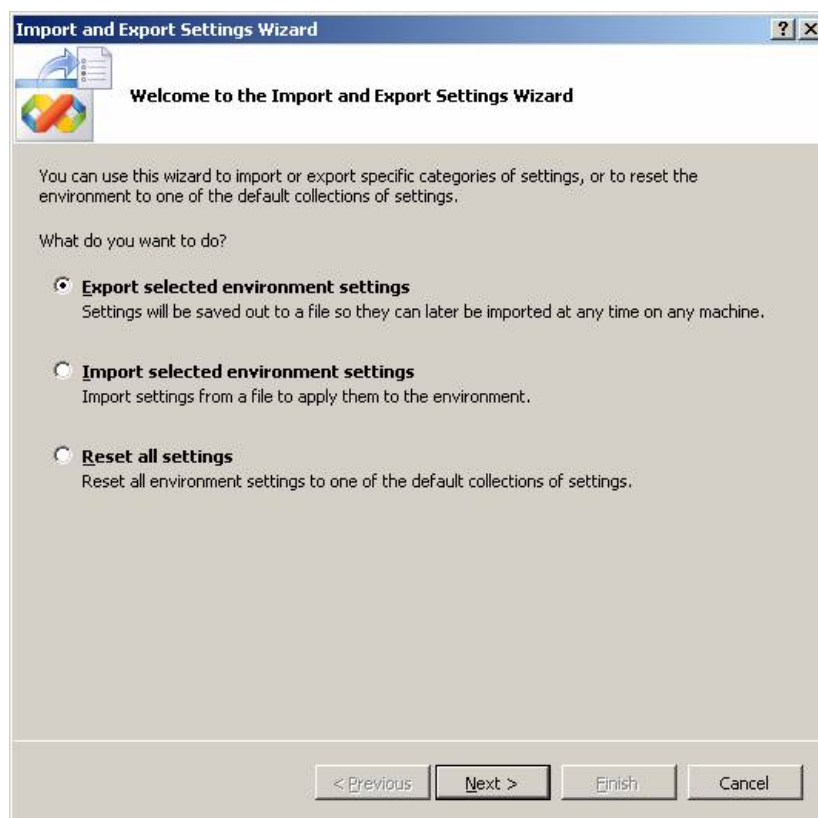 Import and Export Settings Wizard
Welcome to the Import and Export Settings Wizard
You can use this wizard to import or export specific categories of settings, or to reset the
environment to one of the default collections of settings.
What do you want to do?
Export selected environment settings
Settings will be saved out to a file so they can later be imported at any time on any machine.
Import selected environment settings
Import settings from a file to apply them to the environment.
Reset all settings
Reset all environment settings to one of the default collections of settings.
< Previous
Next >
Finish
Cancel